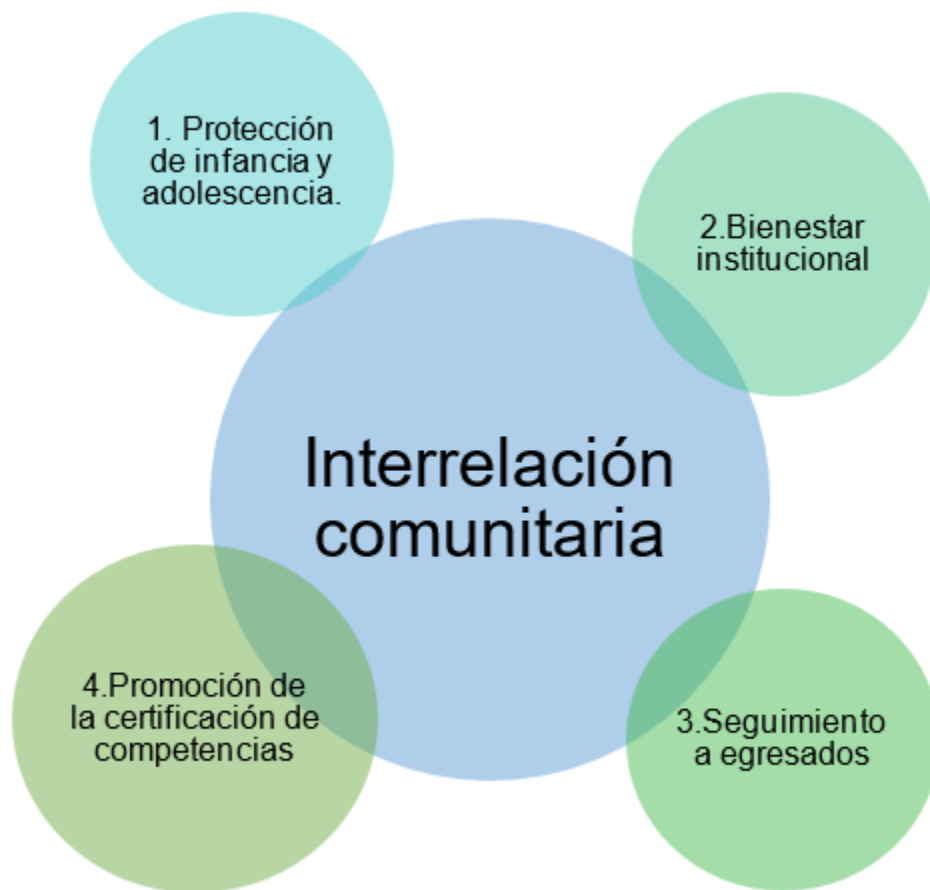 1. Protección
de infancia y
adolescencia.
2.Bienestar
institucional
Interrelación
comunitaria
4.Promoción de
la certificación de
competencias
3.Seguimiento
a egresados